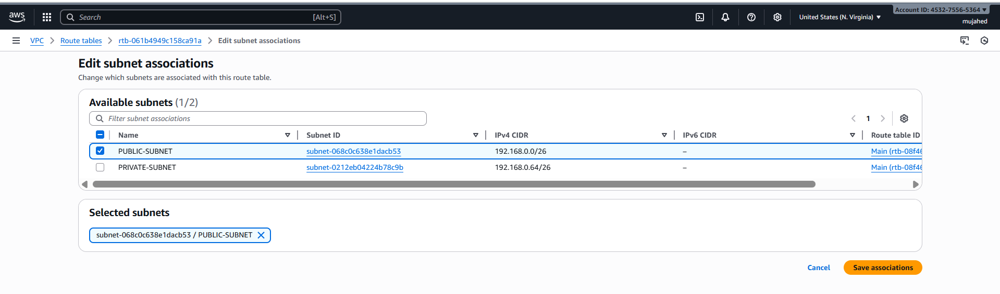 aws
Search [Alt+S]
United States (N. Virginia)
Account ID: 4532-7556-5364
mujahed
VPC > Route tables > rtb-061b4949c158ca91a > Edit subnet associations
Edit subnet associations
Change which subnets are associated with this route table.
Available subnets (1/2)
Filter subnet associations
1
Name Subnet ID IPv4 CIDR IPv6 CIDR Route table ID
PUBLIC-SUBNET subnet-068c0c638e1dacb53 192.168.0.0/26 – Main (rtb-08f46
PRIVATE-SUBNET subnet-0212eb04224b78c9b 192.168.0.64/26 – Main (rtb-08f46
Selected subnets
subnet-068c0c638e1dacb53 / PUBLIC-SUBNET
Cancel Save associations